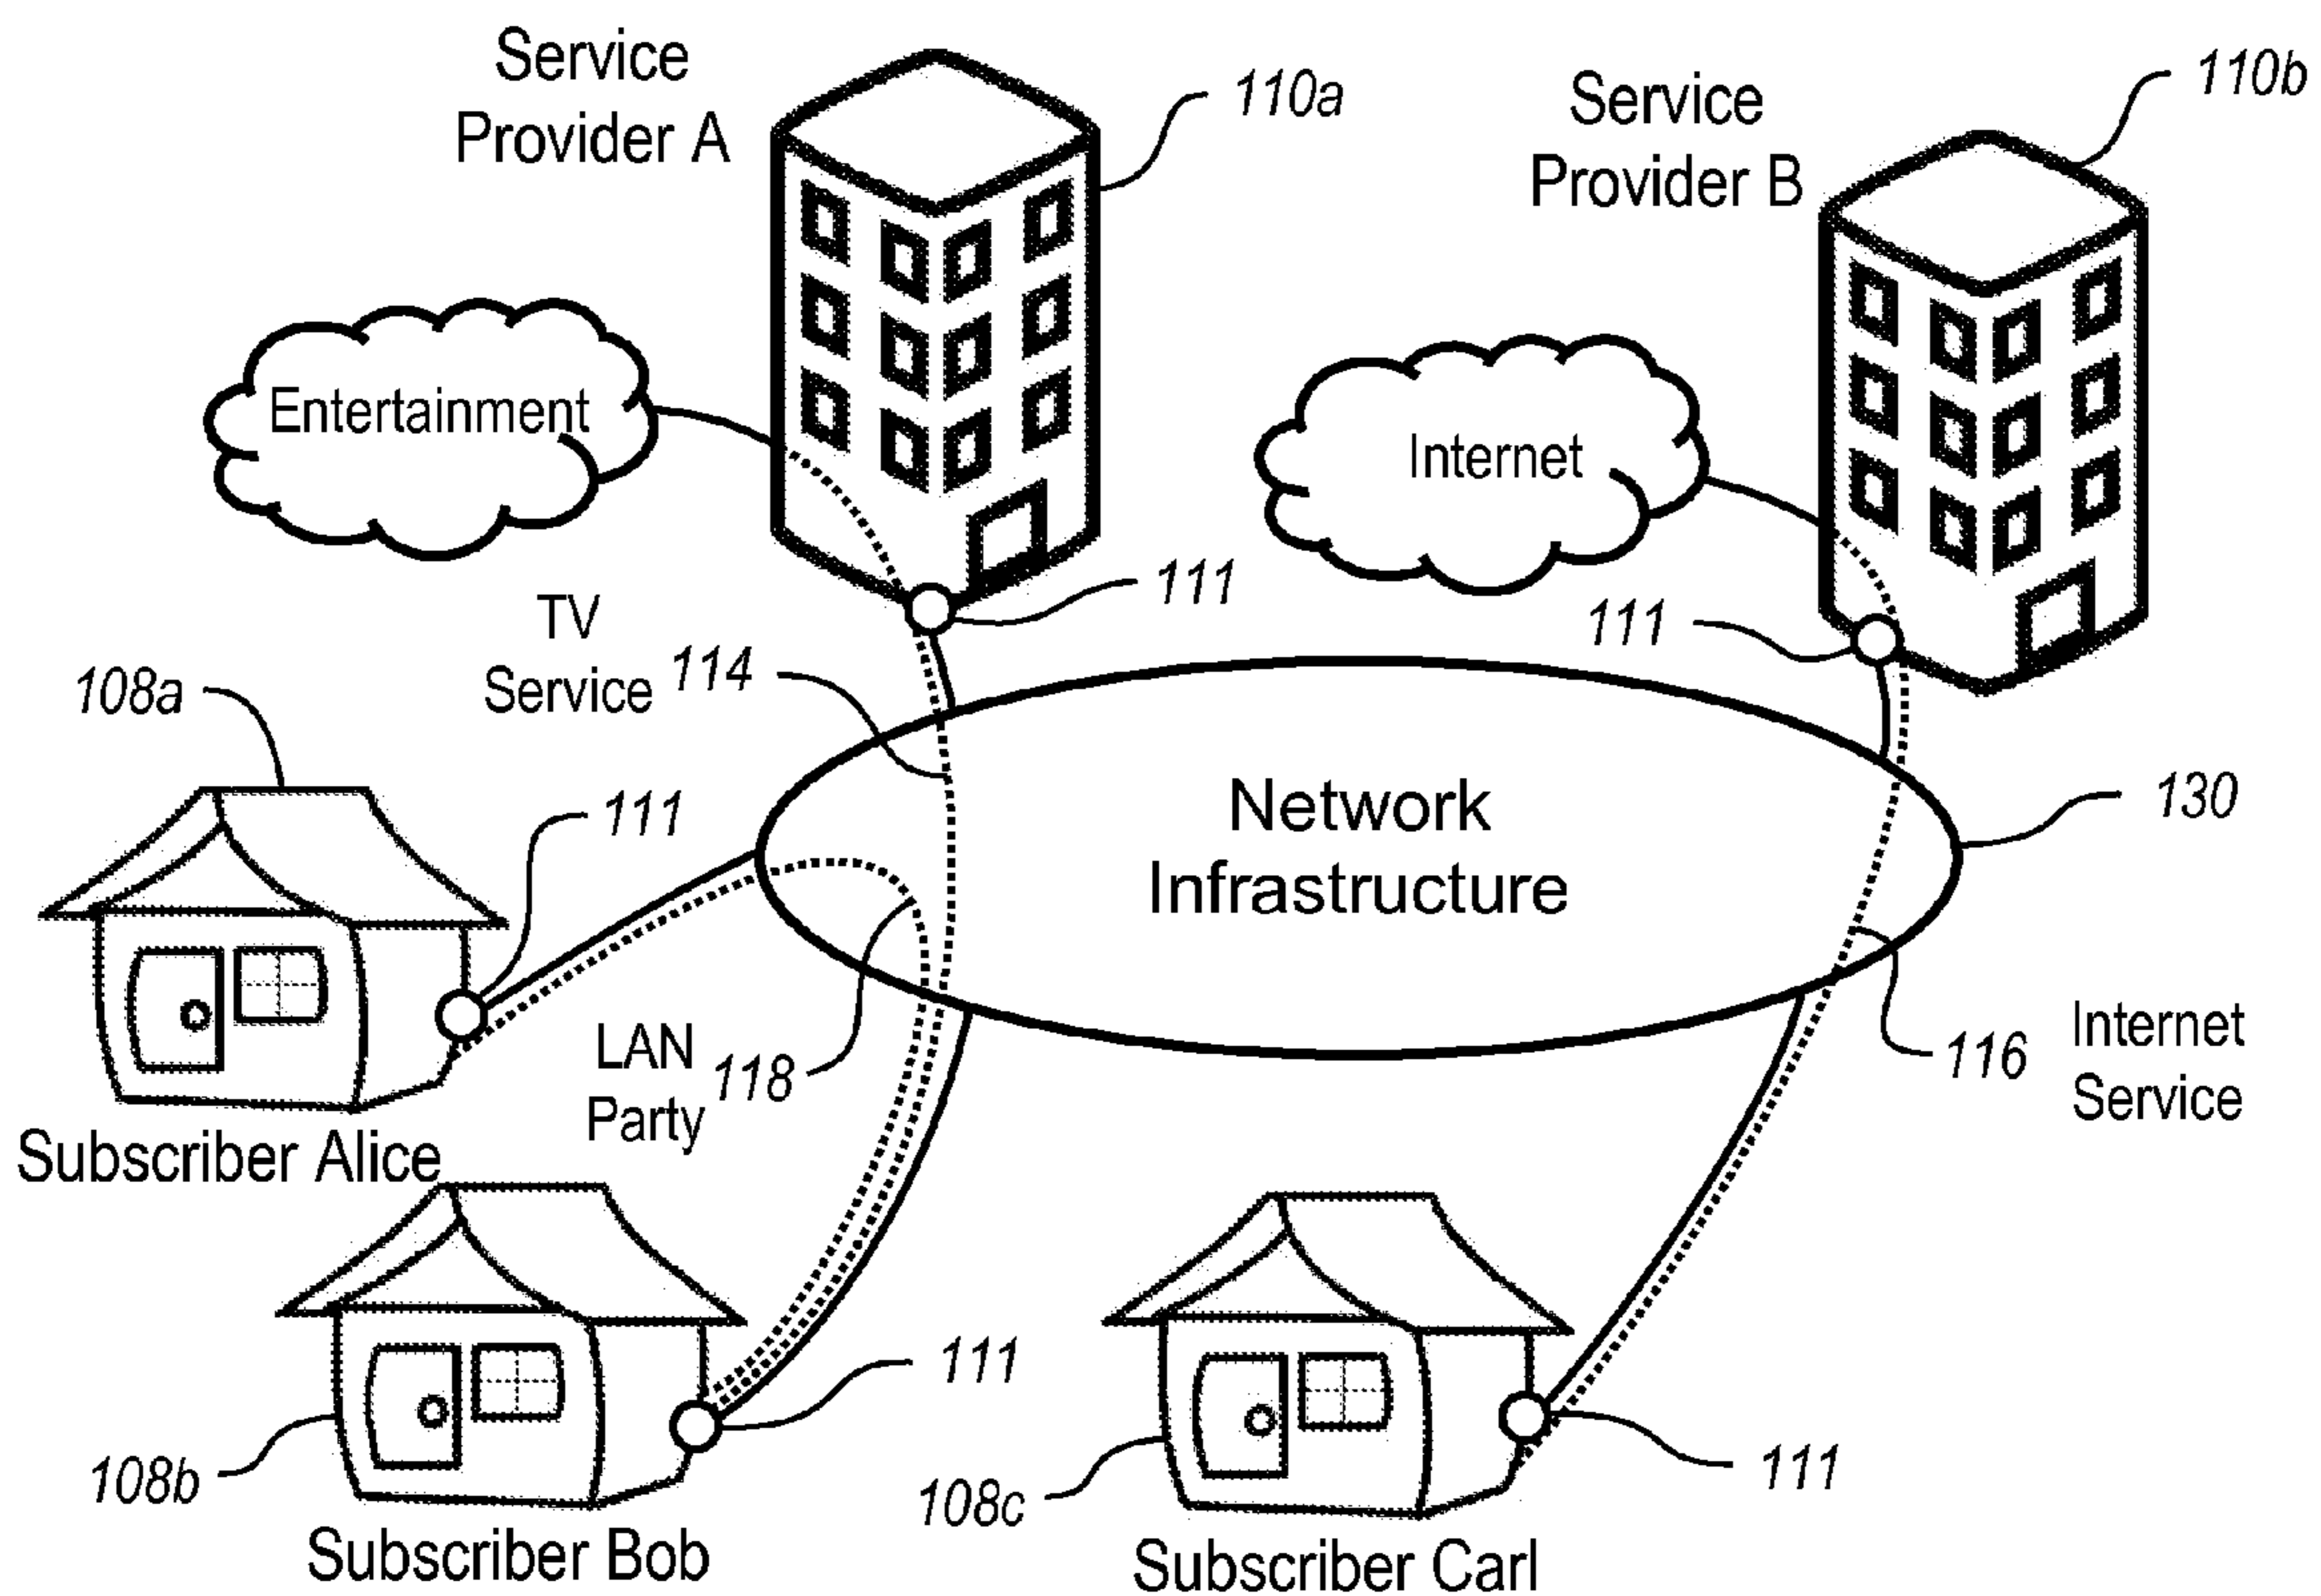 Service
Provider A
110a
Service
Provider B
110b
Entertainment
Internet
111
111
TV
Service
114
108a
111
Network
Infrastructure
130
LAN
Party
118
116
Internet
Service
Subscriber Alice
111
108b
Subscriber Bob
111
108c
Subscriber Carl